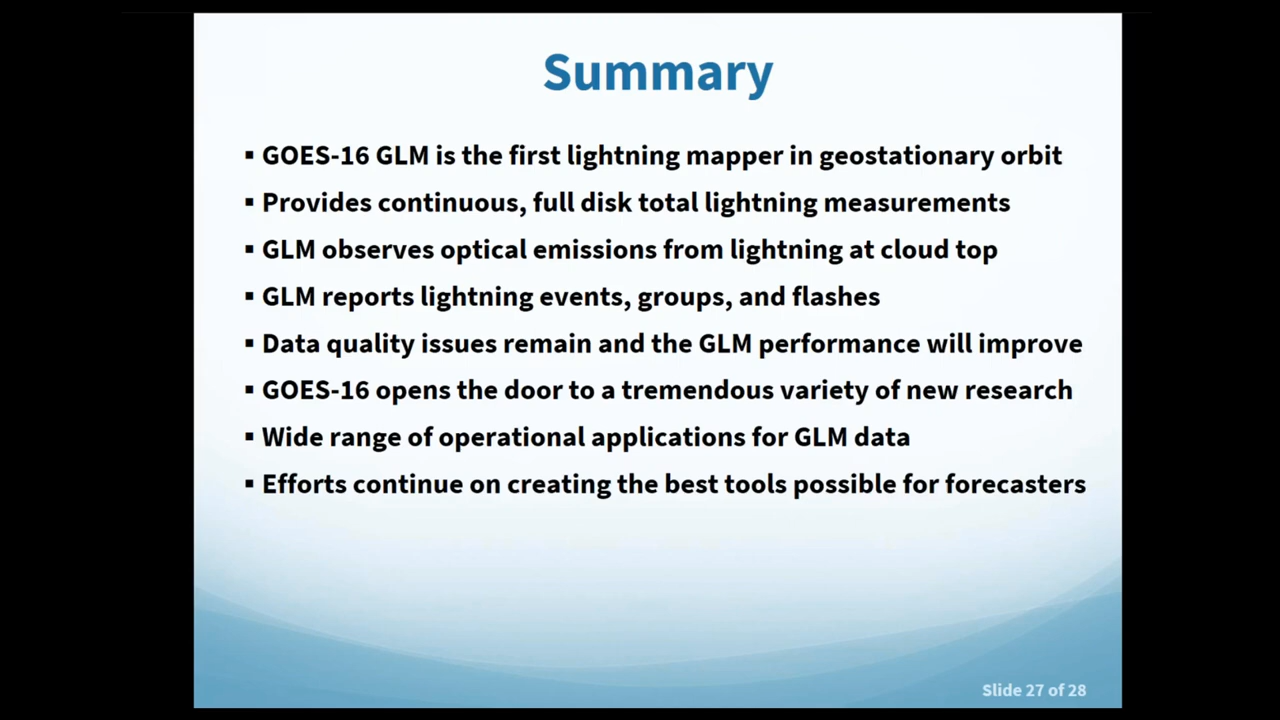 Summary
▪ GOES-16 GLM is the first lightning mapper in geostationary orbit
▪ Provides continuous, full disk total lightning measurements
▪ GLM observes optical emissions from lightning at cloud top
▪ GLM reports lightning events, groups, and flashes
▪ Data quality issues remain and the GLM performance will improve
▪ GOES-16 opens the door to a tremendous variety of new research
▪ Wide range of operational applications for GLM data
▪ Efforts continue on creating the best tools possible for forecasters
Slide 27 of 28